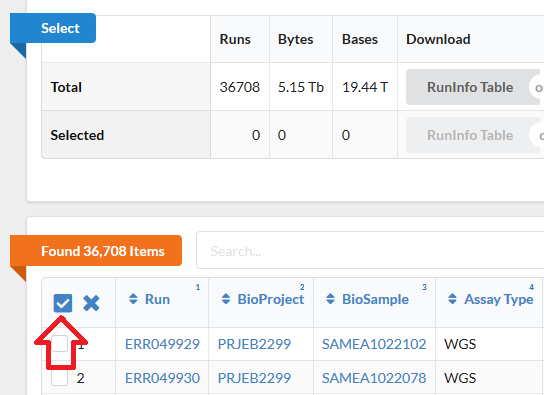 Select
Runs Bytes Bases Download
Total 36708 5.15 Tb 19.44 T RunInfo Table
Selected 0 0 0 RunInfo Table
Found 36,708 Items Search...
Run 1 BioProject 2 BioSample 3 Assay Type 4
1 ERR049929 PRJEB2299 SAMEA1022102 WGS
2 ERR049930 PRJEB2299 SAMEA1022078 WGS